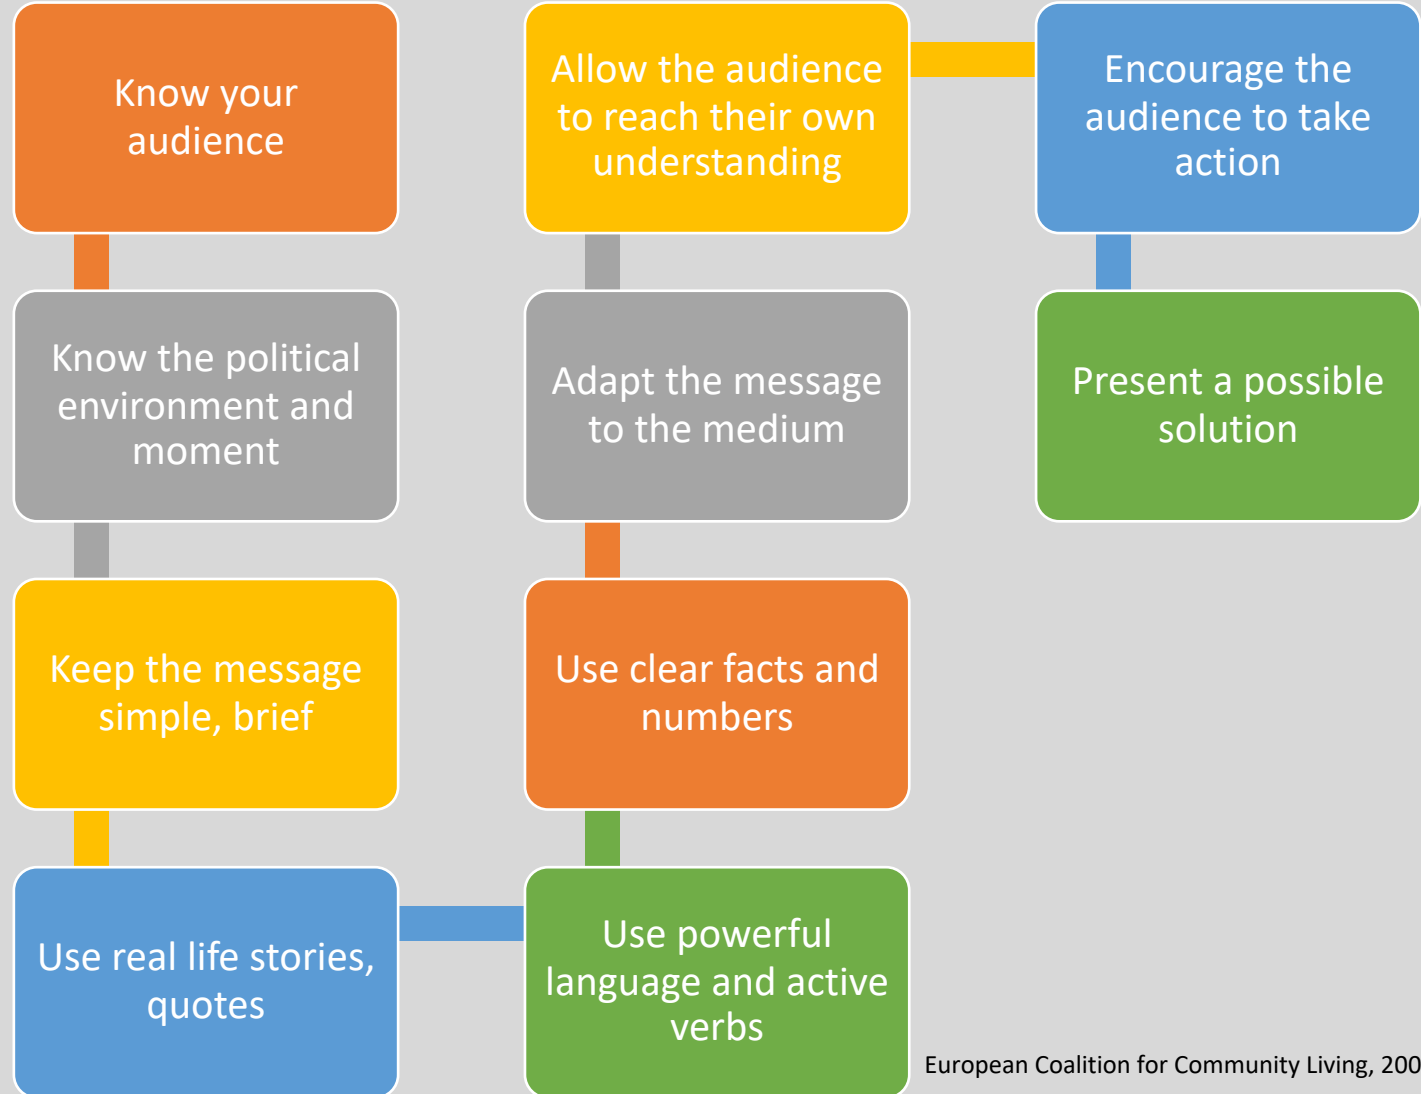 Know your
audience
Know the political
environment and
moment
Keep the message
simple, brief
Use real life stories,
quotes
Use powerful
language and active
verbs
Use clear facts and
numbers
Adapt the message
to the medium
Allow the audience
to reach their own
understanding
Encourage the
audience to take
action
Present a possible
solution
European Coalition for Community Living, 200